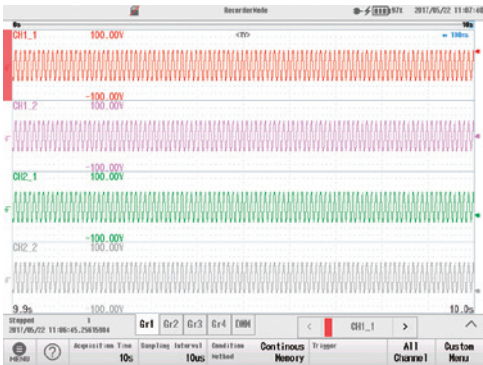 RecorderMode 97% 2017/05/22 11:07:40
0s 10s
CH1_1 100.00V <TY> 100ms
-100.00V
CH1_2 100.00V
-100.00V
CH2_1 100.00V
-100.00V
CH2_2 100.00V
9.9s -100.00V 10.0s
Stopped 1
2017/05/22 11:06:45.25615004
Gr1 Gr2 Gr3 Gr4 DMM < CH1_1 >
MENU ? Acquisition Time Sampling Interval Condition Continous Trigger All Custom
10s 10us Method Memory Channel Menu